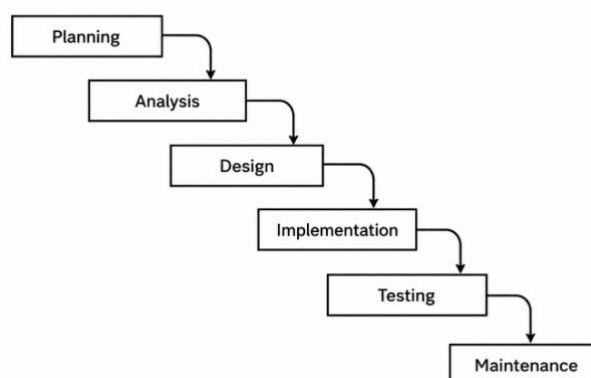 Planning
Analysis
Design
Implementation
Testing
Maintenance